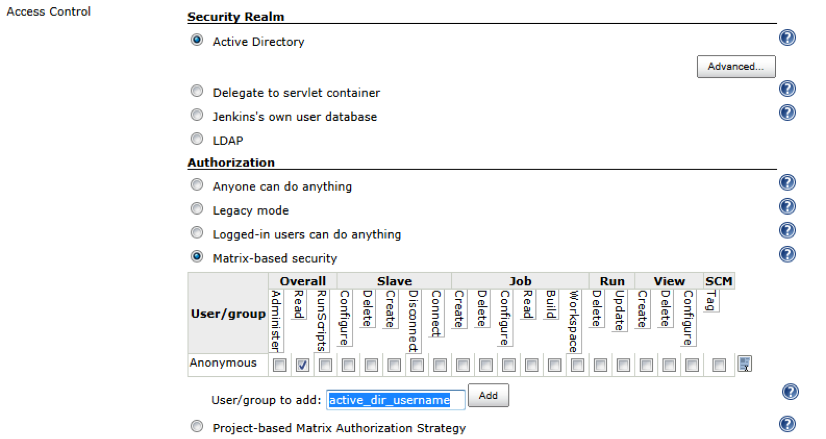 Access Control
Security Realm
Active Directory
Advanced...
Delegate to servlet container
Jenkins's own user database
LDAP
Authorization
Anyone can do anything
Legacy mode
Logged-in users can do anything
Matrix-based security
User/group Overall Slave Job Run View SCM
Administer Read RunScripts Configure Delete Create Disconnect Connect Create Delete Configure Read Build Workspace Delete Update Create Delete Configure Tag
Anonymous
User/group to add: active_dir_username Add
Project-based Matrix Authorization Strategy